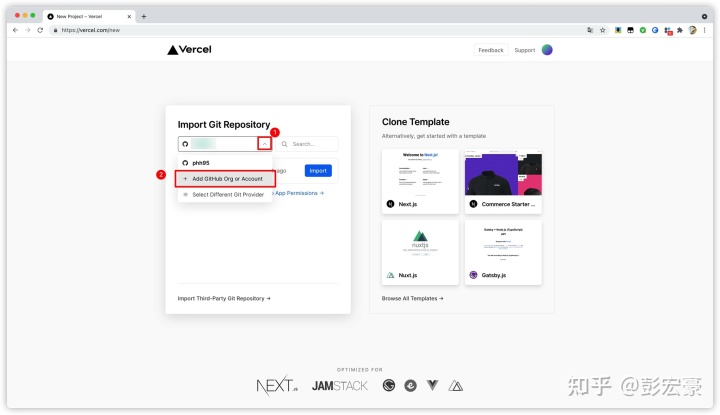 New Project – Vercel
https://vercel.com/new
Vercel
Feedback
Support
Import Git Repository
1
Search...
phh95
ago
Import
2
Add GitHub Org or Account
App Permissions →
Select Different Git Provider
Import Third-Party Git Repository →
Clone Template
Alternatively, get started with a template
Welcome to Next.js!
Next.js
Commerce Starter ...
nuxtjs
Nuxt.js
Gatsby.js
Browse All Templates →
OPTIMIZED FOR
NEXT.JS
JAMSTACK
知乎 @彭宏豪